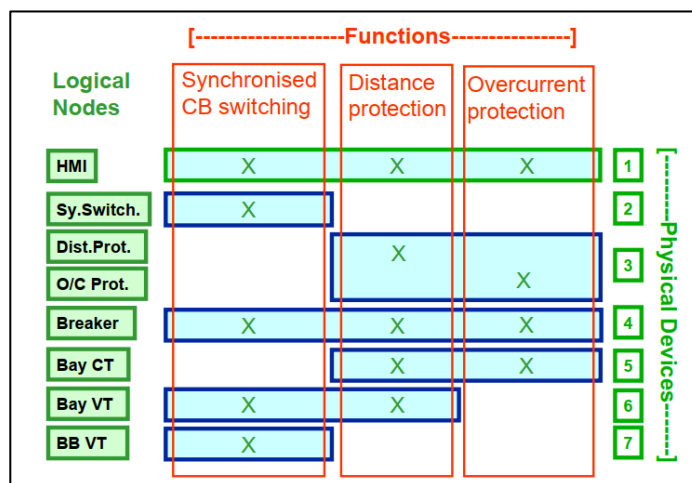 [--------------------Functions----------------]
Logical
Nodes
Synchronised
CB switching
Distance
protection
Overcurrent
protection
HMI X X X 1
Sy.Switch. X 2
Dist.Prot. X
3
O/C Prot. X
Breaker X X X 4
Bay CT X X 5
Bay VT X X 6
BB VT X 7
[---------Physical Devices------]